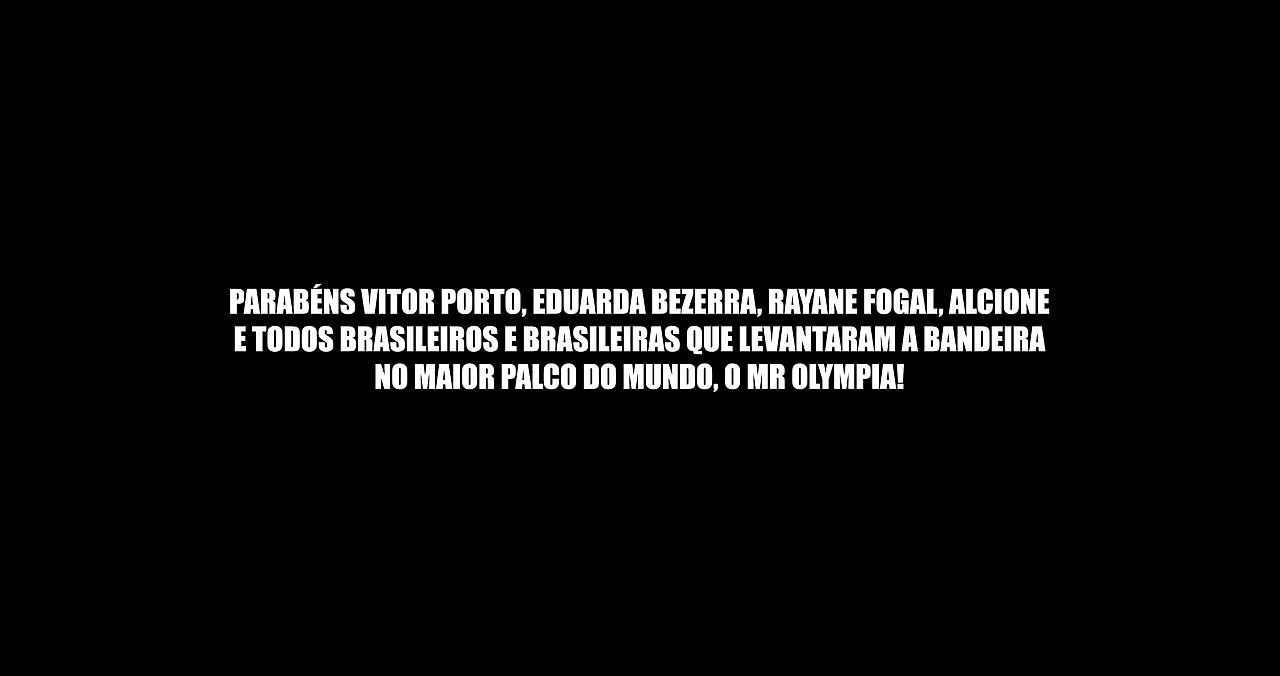 PARABÉNS VITOR PORTO, EDUARDA BEZERRA, RAYANE FOGAL, ALCIONE
E TODOS BRASILEIROS E BRASILEIRAS QUE LEVANTARAM A BANDEIRA
NO MAIOR PALCO DO MUNDO, O MR OLYMPIA!